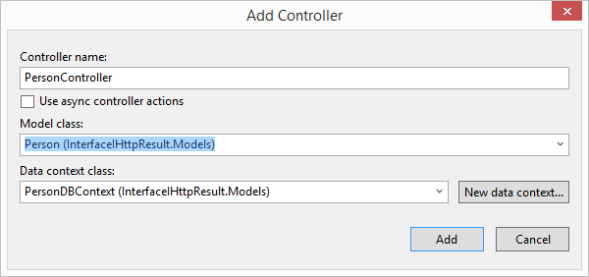 Add Controller
Controller name:
PersonController
Use async controller actions
Model class:
Person (InterfaceIHttpResult.Models)
Data context class:
PersonDBContext (InterfaceIHttpResult.Models)
New data context...
Add
Cancel